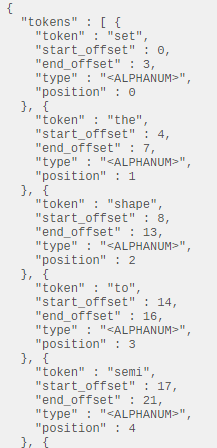 {
"tokens" : [ {
"token" : "set",
"start_offset" : 0,
"end_offset" : 3,
"type" : "<ALPHANUM>",
"position" : 0
}, {
"token" : "the",
"start_offset" : 4,
"end_offset" : 7,
"type" : "<ALPHANUM>",
"position" : 1
}, {
"token" : "shape",
"start_offset" : 8,
"end_offset" : 13,
"type" : "<ALPHANUM>",
"position" : 2
}, {
"token" : "to",
"start_offset" : 14,
"end_offset" : 16,
"type" : "<ALPHANUM>",
"position" : 3
}, {
"token" : "semi",
"start_offset" : 17,
"end_offset" : 21,
"type" : "<ALPHANUM>",
"position" : 4
}, {